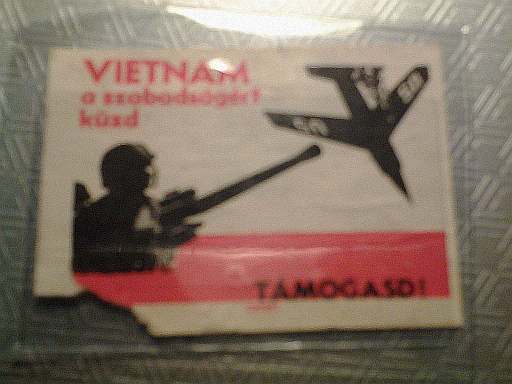 VIETNAM
a szabadságért
küzd
TÁMOGASD!